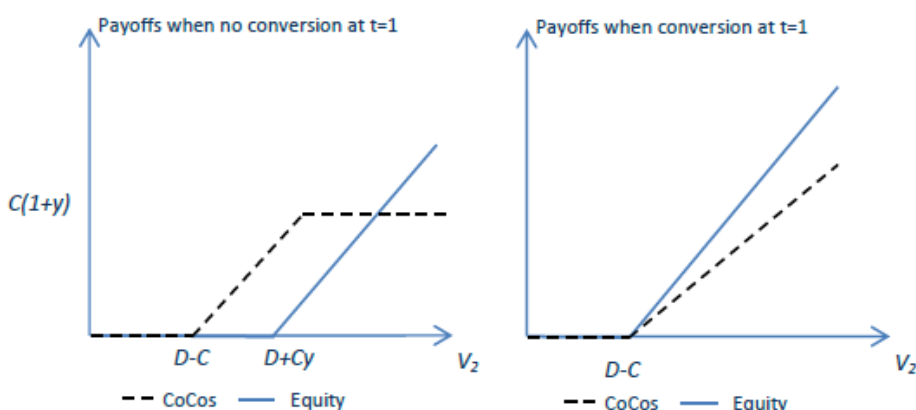 Payoffs when no conversion at t=1
C(1+y)
D-C
D+Cy
V2
CoCos
Equity
Payoffs when conversion at t=1
D-C
V2
CoCos
Equity